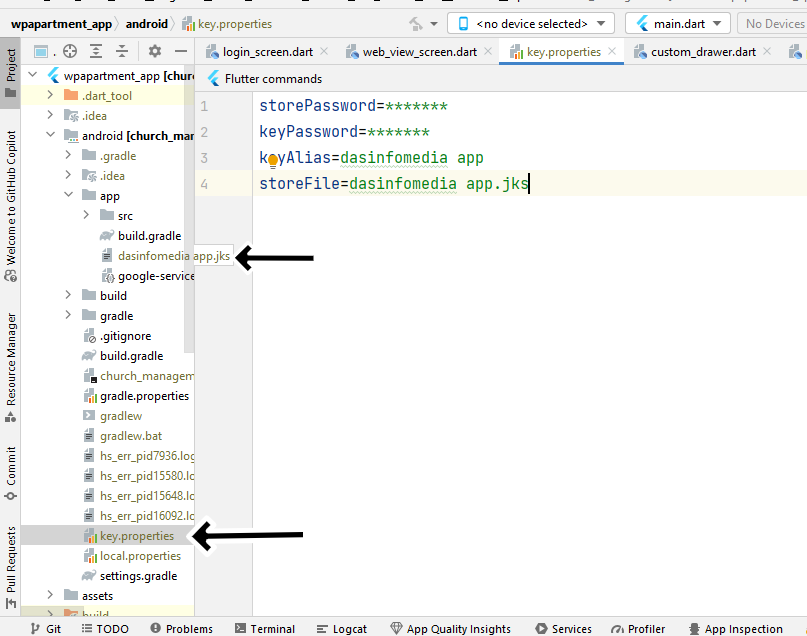 wpapartment_app android key.properties
<no device selected>
main.dart
No Devices
login_screen.dart
web_view_screen.dart
key.properties
custom_drawer.dart
Flutter commands
Project
Welcome to GitHub Copilot
Resource Manager
Commit
Pull Requests
wpapartment_app [churc
.dart_tool
.idea
android [church_mar
.gradle
.idea
app
src
build.gradle
dasinfomedia app.jks
google-service
build
gradle
.gitignore
build.gradle
church_managem
gradle.properties
gradlew
gradlew.bat
hs_err_pid7936.log
hs_err_pid15580.lo
hs_err_pid15648.lo
hs_err_pid16092.lo
key.properties
local.properties
settings.gradle
assets
build
1 storePassword=*******
2 keyPassword=*******
3 keyAlias=dasinfomedia app
4 storeFile=dasinfomedia app.jks
Git
TODO
Problems
Terminal
Logcat
App Quality Insights
Services
Profiler
App Inspection